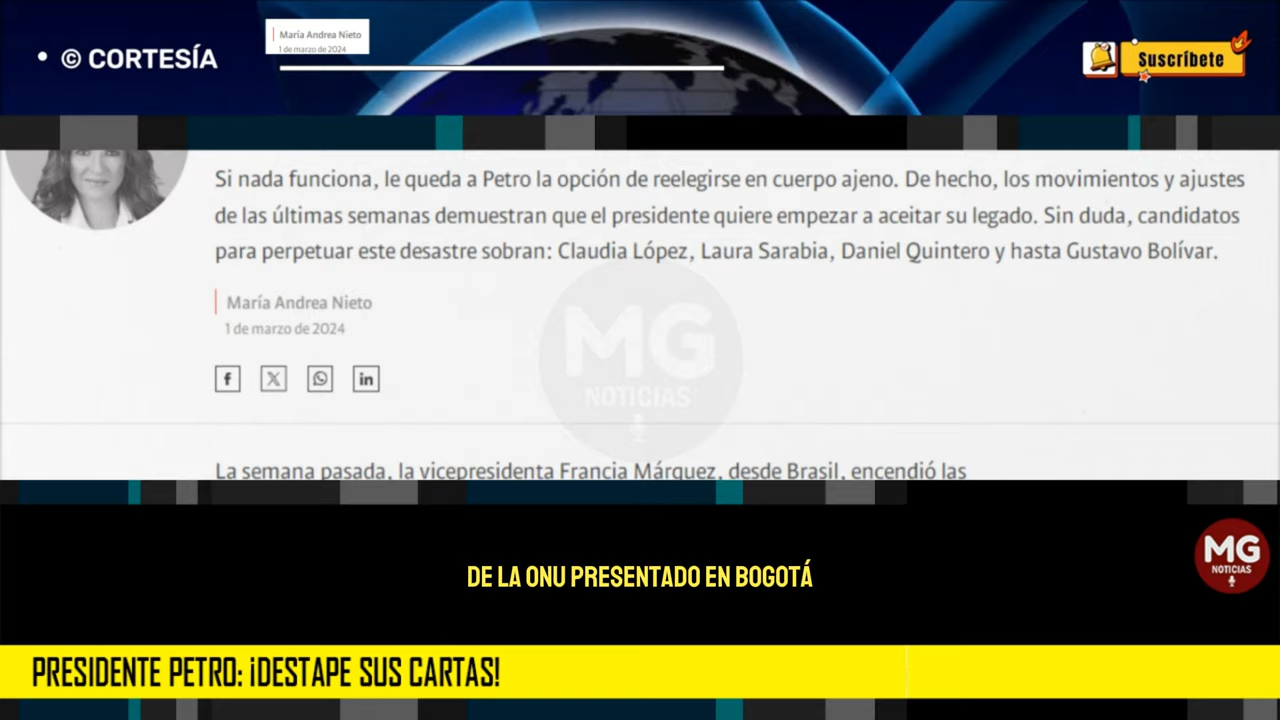 • © CORTESÍA
María Andrea Nieto
1 de marzo de 2024
Suscríbete
Si nada funciona, le queda a Petro la opción de reelegirse en cuerpo ajeno. De hecho, los movimientos y ajustes
de las últimas semanas demuestran que el presidente quiere empezar a aceitar su legado. Sin duda, candidatos
para perpetuar este desastre sobran: Claudia López, Laura Sarabia, Daniel Quintero y hasta Gustavo Bolívar.
María Andrea Nieto
1 de marzo de 2024
MG
NOTICIAS
La semana pasada, la vicepresidenta Francia Márquez, desde Brasil, encendió las
DE LA ONU PRESENTADO EN BOGOTÁ
MG
NOTICIAS
PRESIDENTE PETRO: ¡DESTAPE SUS CARTAS!